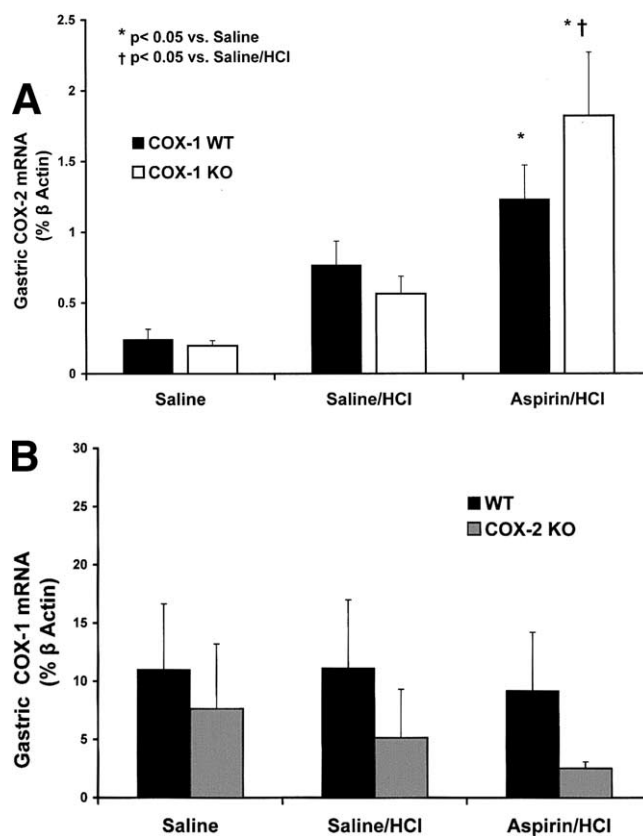 A
* p< 0.05 vs. Saline
† p< 0.05 vs. Saline/HCl
* †
*
COX-1 WT
COX-1 KO
Gastric COX-2 mRNA
(% β Actin)
2.5
2
1.5
1
0.5
0
Saline
Saline/HCl
Aspirin/HCl
B
WT
COX-2 KO
Gastric COX-1 mRNA
(% β Actin)
30
25
20
15
10
5
0
Saline
Saline/HCl
Aspirin/HCl